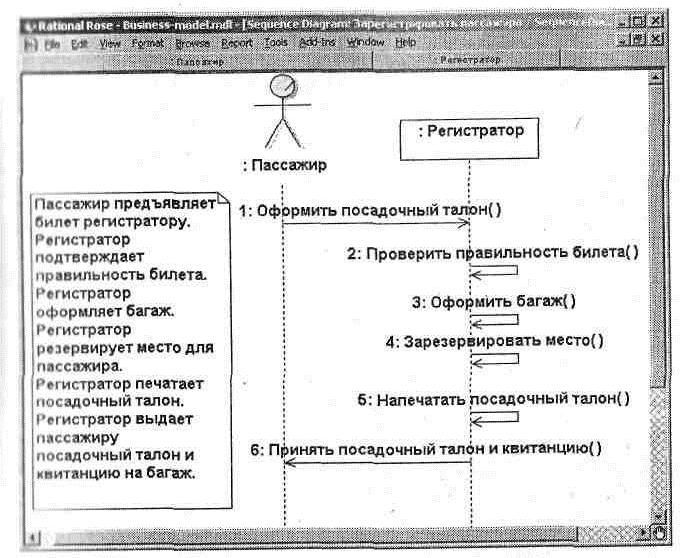 Rational Rose - Business-model.mdl - [Sequence Diagram: Зарегистрировать пассажира /
File Edit View Format Browse Report Tools Add-Ins Window Help
Пассажир : Регистратор
: Пассажир
: Регистратор
Пассажир предъявляет
билет регистратору.
Регистратор
подтверждает
правильность билета.
Регистратор
оформляет багаж.
Регистратор
резервирует место для
пассажира.
Регистратор печатает
посадочный талон.
Регистратор выдает
пассажиру
посадочный талон и
квитанцию на багаж.
1: Оформить посадочный талон( )
2: Проверить правильность билета( )
3: Оформить багаж( )
4: Зарезервировать место( )
5: Напечатать посадочный талон( )
6: Принять посадочный талон и квитанцию( )